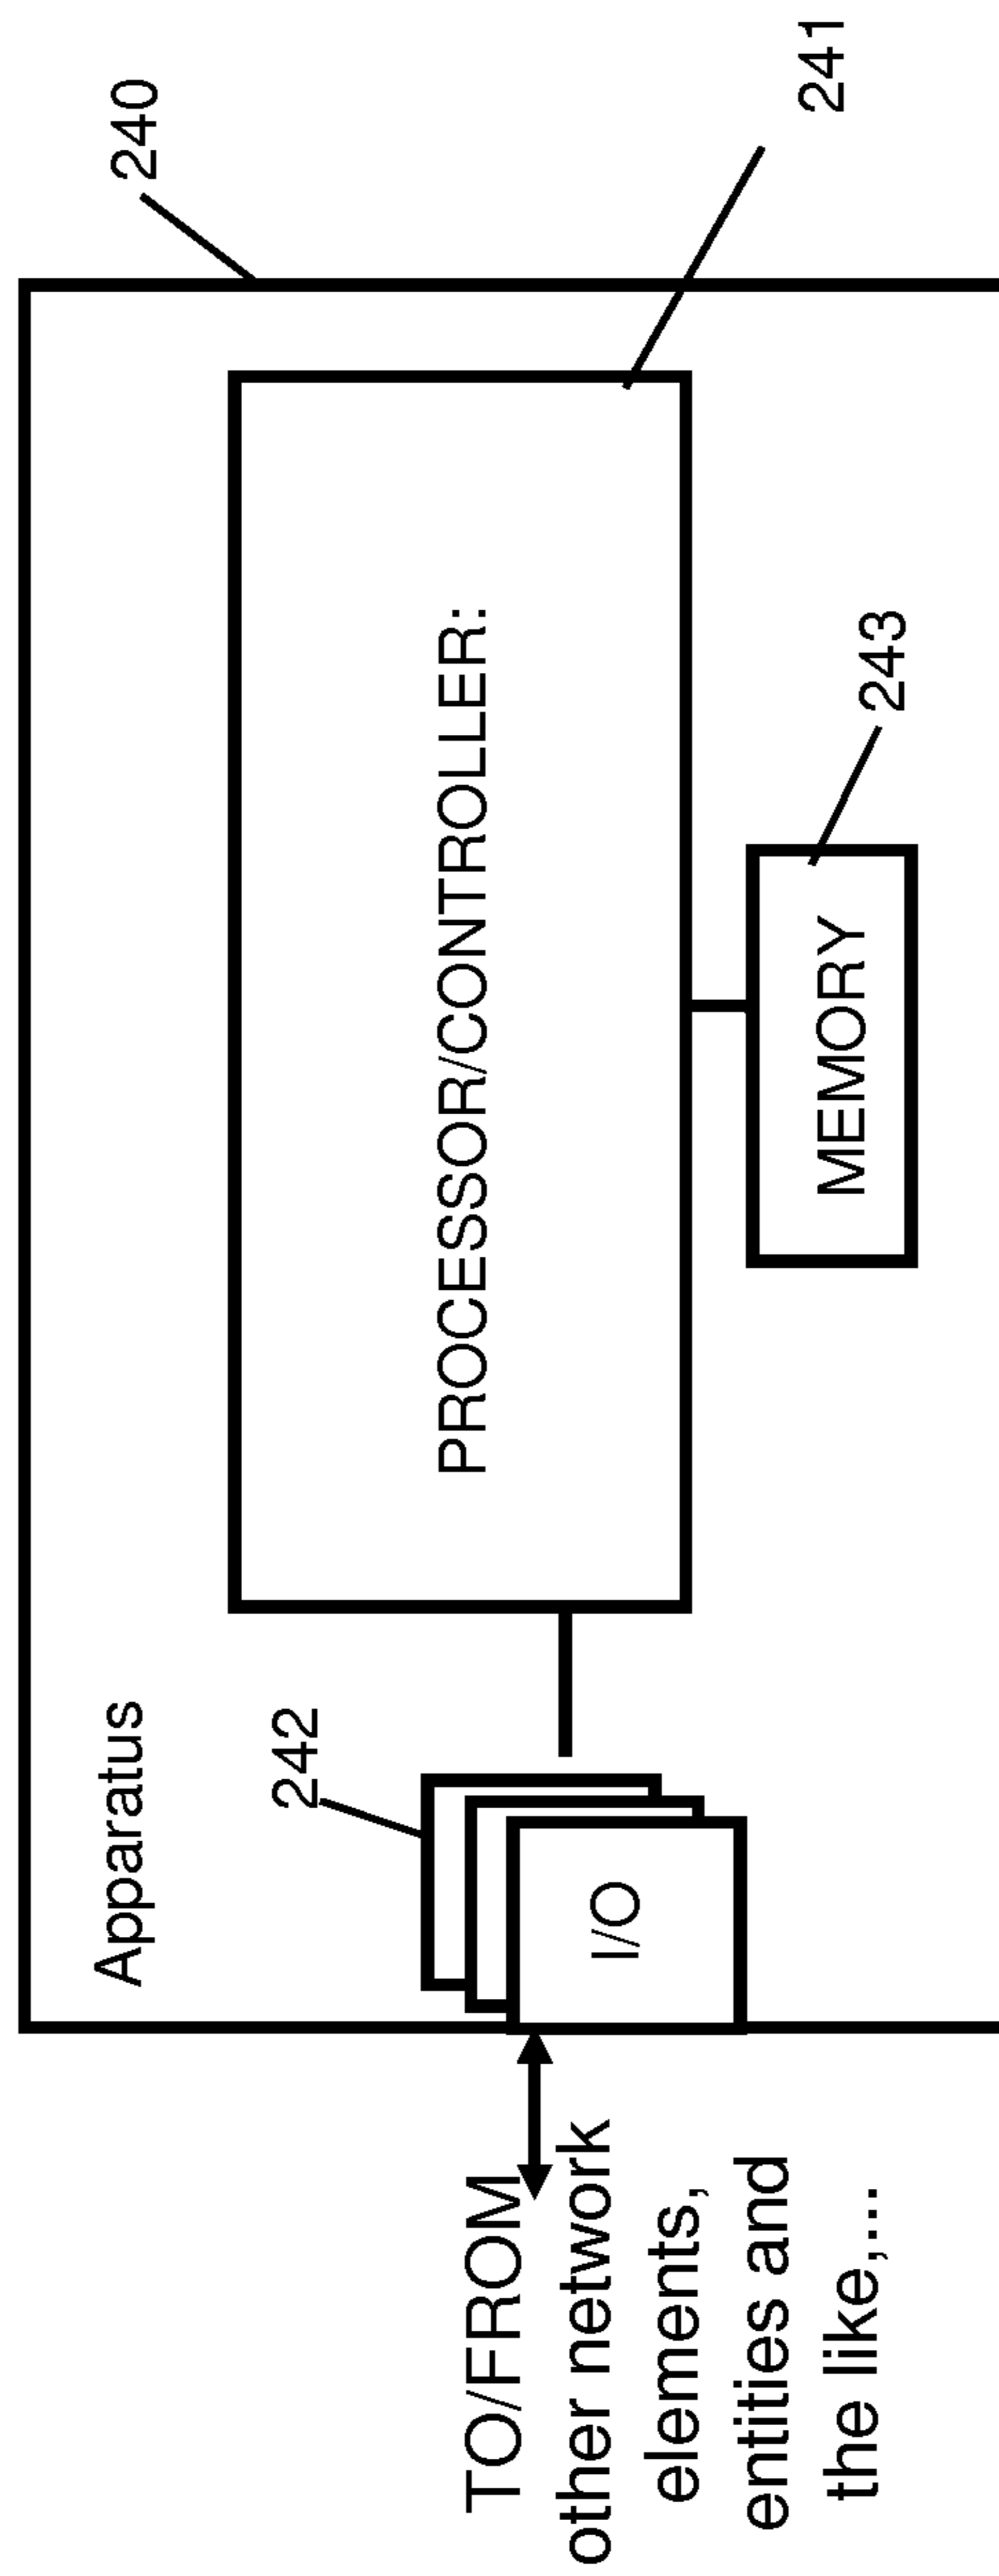 240
Apparatus
242
PROCESSOR/CONTROLLER:
241
I/O
MEMORY
243
TO/FROM
other network
elements,
entities and
the like,...